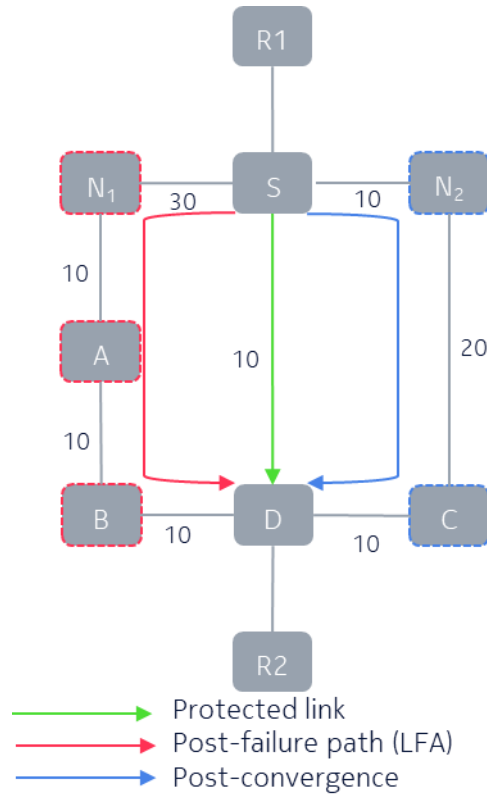 R1
N₁ S N₂
30 10
10
A
10 20
10
B D C
10 10
R2
Protected link
Post-failure path (LFA)
Post-convergence